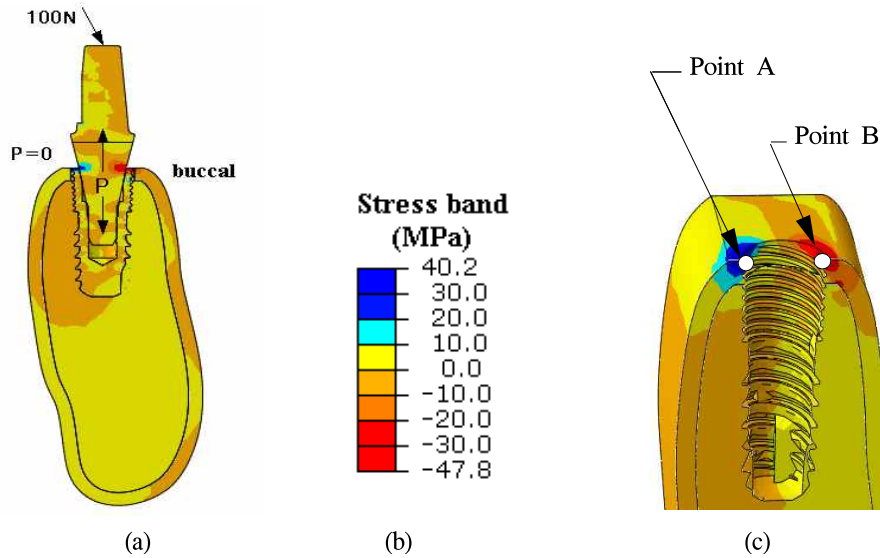 100N
P=0
P
buccal
(a)
Stress band
(MPa)
40.2
30.0
20.0
10.0
0.0
-10.0
-20.0
-30.0
-47.8
(b)
Point A
Point B
(c)